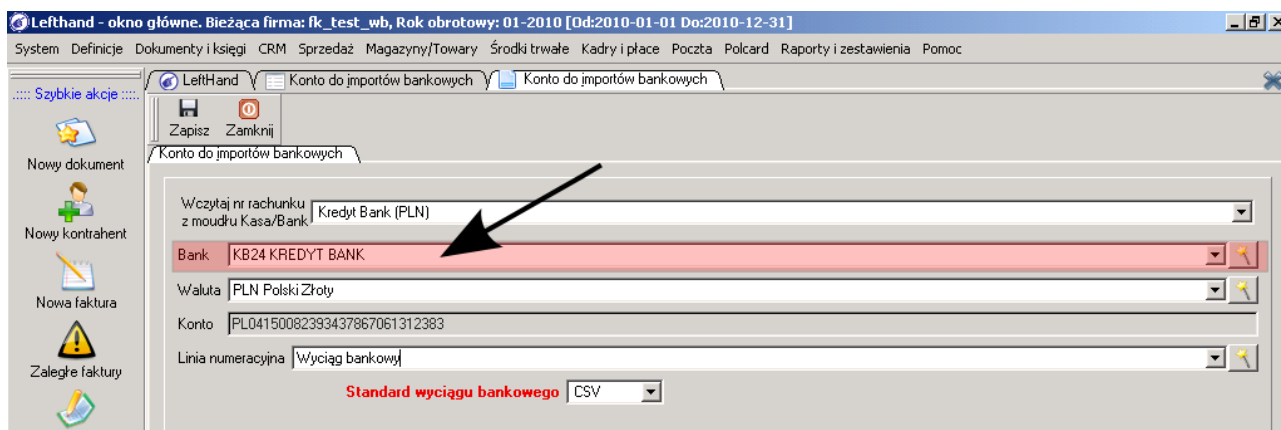 Lefthand - okno główne. Bieżąca firma: fk_test_wb, Rok obrotowy: 01-2010 [Od:2010-01-01 Do:2010-12-31]
System Definicje Dokumenty i księgi CRM Sprzedaż Magazyny/Towary Środki trwałe Kadry i płace Poczta Polcard Raporty i zestawienia Pomoc
.:::: Szybkie akcje ::::.
LeftHand Konto do importów bankowych Konto do importów bankowych
Zapisz Zamknij
Nowy dokument
Konto do importów bankowych
Wczytaj nr rachunku
z moudłu Kasa/Bank Kredyt Bank (PLN)
Nowy kontrahent
Bank KB24 KREDYT BANK
Waluta PLN Polski Złoty
Nowa faktura
Konto PL04150082393437867061312383
Linia numeracyjna Wyciąg bankowy
Zaległe faktury
Standard wyciągu bankowego CSV